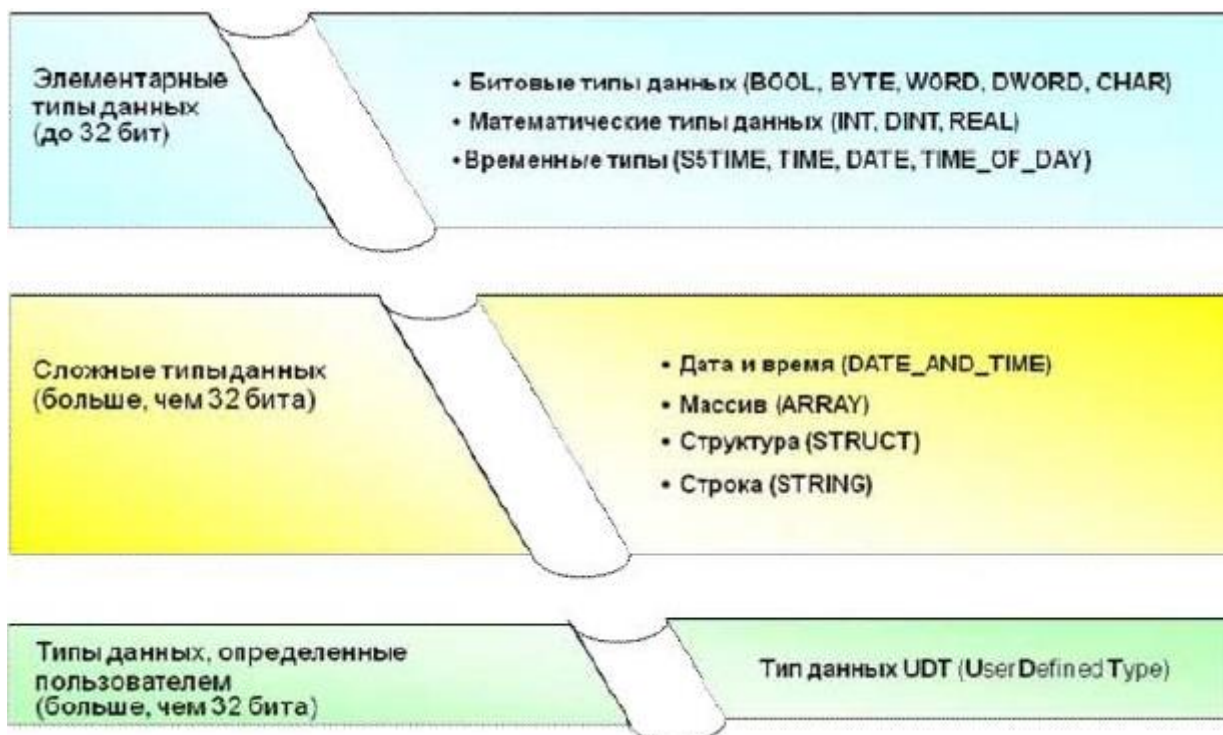 Элементарные
типы данных
(до 32 бит)
• Битовые типы данных (BOOL, BYTE, WORD, DWORD, CHAR)
• Математические типы данных (INT, DINT, REAL)
• Временные типы (S5TIME, TIME, DATE, TIME_OF_DAY)
Сложные типы данных
(больше, чем 32 бита)
• Дата и время (DATE_AND_TIME)
• Массив (ARRAY)
• Структура (STRUCT)
• Строка (STRING)
Типы данных, определенные
пользователем
(больше, чем 32 бита)
Тип данных UDT (User Defined Type)